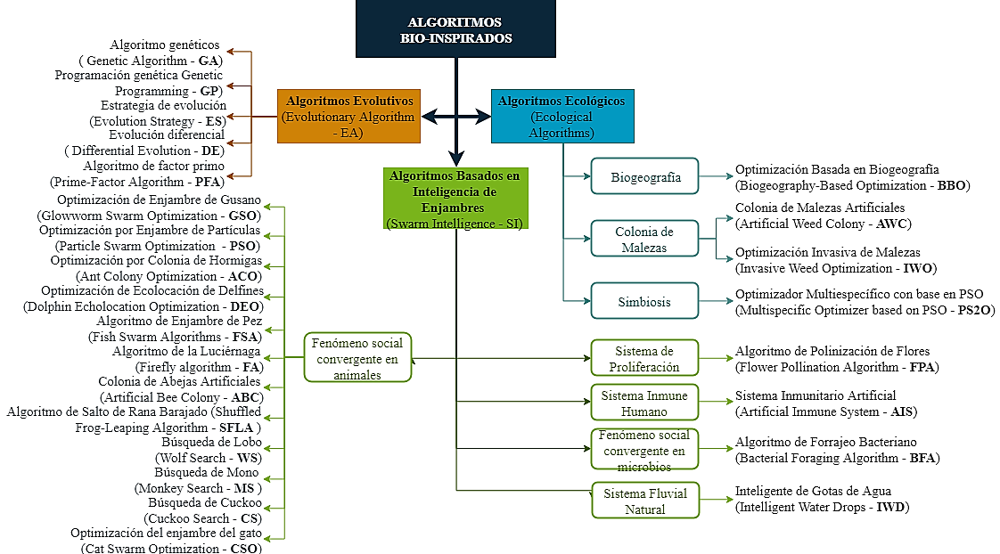 ALGORITMOS
BIO-INSPIRADOS
Algoritmos Evolutivos
(Evolutionary Algorithm
- EA)
Algoritmo genéticos
( Genetic Algorithm - GA)
Programación genética Genetic
Programming - GP)
Estrategia de evolución
(Evolution Strategy - ES)
Evolución diferencial
( Differential Evolution - DE)
Algoritmo de factor primo
(Prime-Factor Algorithm - PFA)
Algoritmos Ecológicos
(Ecological
Algorithms)
Biogeografía
Optimización Basada en Biogeografía
(Biogeography-Based Optimization - BBO)
Colonia de
Malezas
Colonia de Malezas Artificiales
(Artificial Weed Colony - AWC)
Optimización Invasiva de Malezas
(Invasive Weed Optimization - IWO)
Simbiosis
Optimizador Multiespecífico con base en PSO
(Multispecific Optimizer based on PSO - PS2O)
Algoritmos Basados en
Inteligencia de
Enjambres
(Swarm Intelligence - SI)
Fenómeno social
convergente en
animales
Optimización de Enjambre de Gusano
(Glowworm Swarm Optimization - GSO)
Optimización por Enjambre de Partículas
(Particle Swarm Optimization - PSO)
Optimización por Colonia de Hormigas
(Ant Colony Optimization - ACO)
Optimización de Ecolocación de Delfines
(Dolphin Echolocation Optimization - DEO)
Algoritmo de Enjambre de Pez
(Fish Swarm Algorithms - FSA)
Algoritmo de la Luciérnaga
(Firefly algorithm - FA)
Colonia de Abejas Artificiales
(Artificial Bee Colony - ABC)
Algoritmo de Salto de Rana Barajado (Shuffled
Frog-Leaping Algorithm - SFLA )
Búsqueda de Lobo
(Wolf Search - WS)
Búsqueda de Mono
(Monkey Search - MS )
Búsqueda de Cuckoo
(Cuckoo Search - CS)
Optimización del enjambre del gato
(Cat Swarm Optimization - CSO)
Sistema de
Proliferación
Algoritmo de Polinización de Flores
(Flower Pollination Algorithm - FPA)
Sistema Inmune
Humano
Sistema Inmunitario Artificial
(Artificial Immune System - AIS)
Fenómeno social
convergente en
microbios
Algoritmo de Forrajeo Bacteriano
(Bacterial Foraging Algorithm - BFA)
Sistema Fluvial
Natural
Inteligente de Gotas de Agua
(Intelligent Water Drops - IWD)